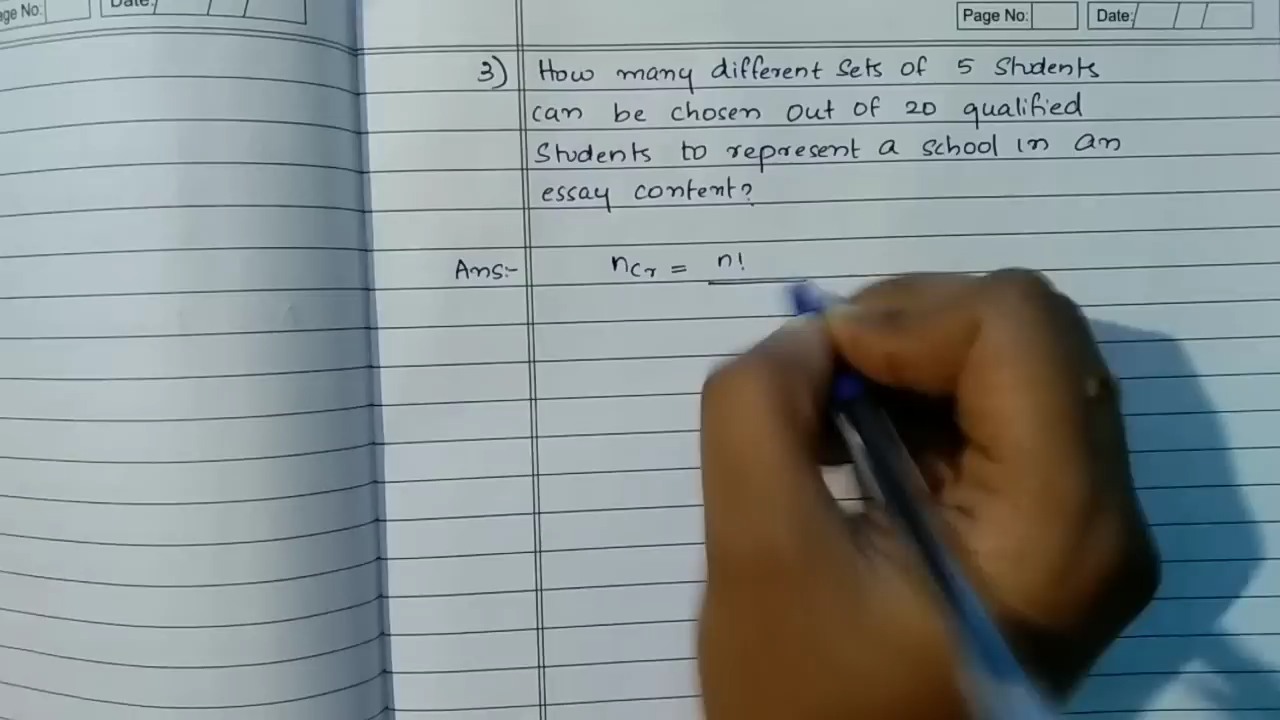 ge No:
Date:
Page No:
Date:
3) How many different sets of 5 students
can be chosen out of 20 qualified
Students to represent a school in an
essay content?
Ans:- nCr = n!